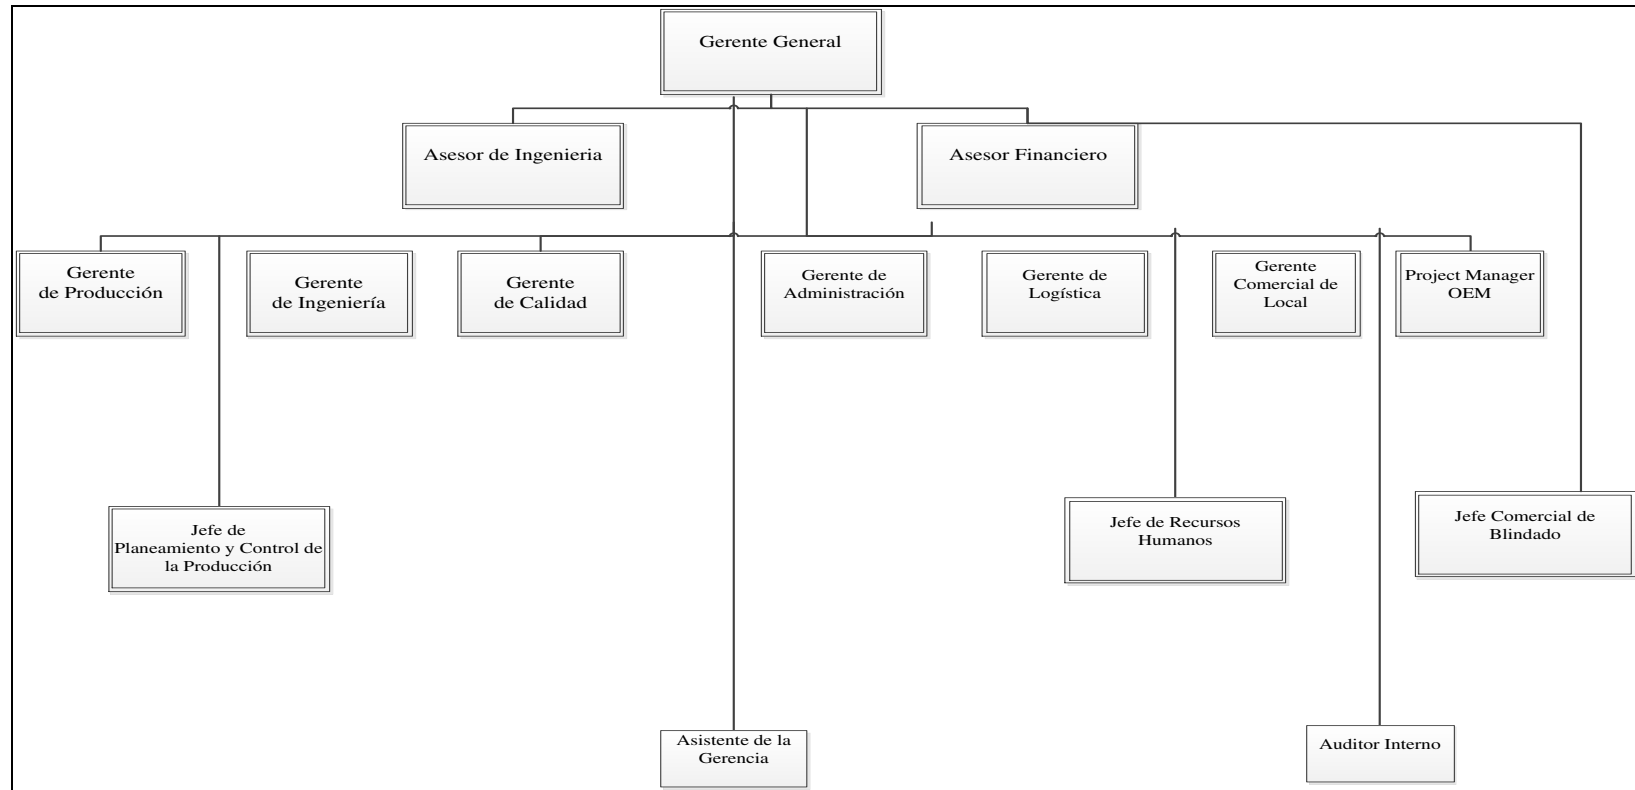 Gerente General
Asesor de Ingenieria
Asesor Financiero
Gerente
de Producción
Gerente
de Ingeniería
Gerente
de Calidad
Gerente de
Administración
Gerente de
Logística
Gerente
Comercial de
Local
Project Manager
OEM
Jefe de
Planeamiento y Control de
la Producción
Jefe de Recursos
Humanos
Jefe Comercial de
Blindado
Asistente de la
Gerencia
Auditor Interno